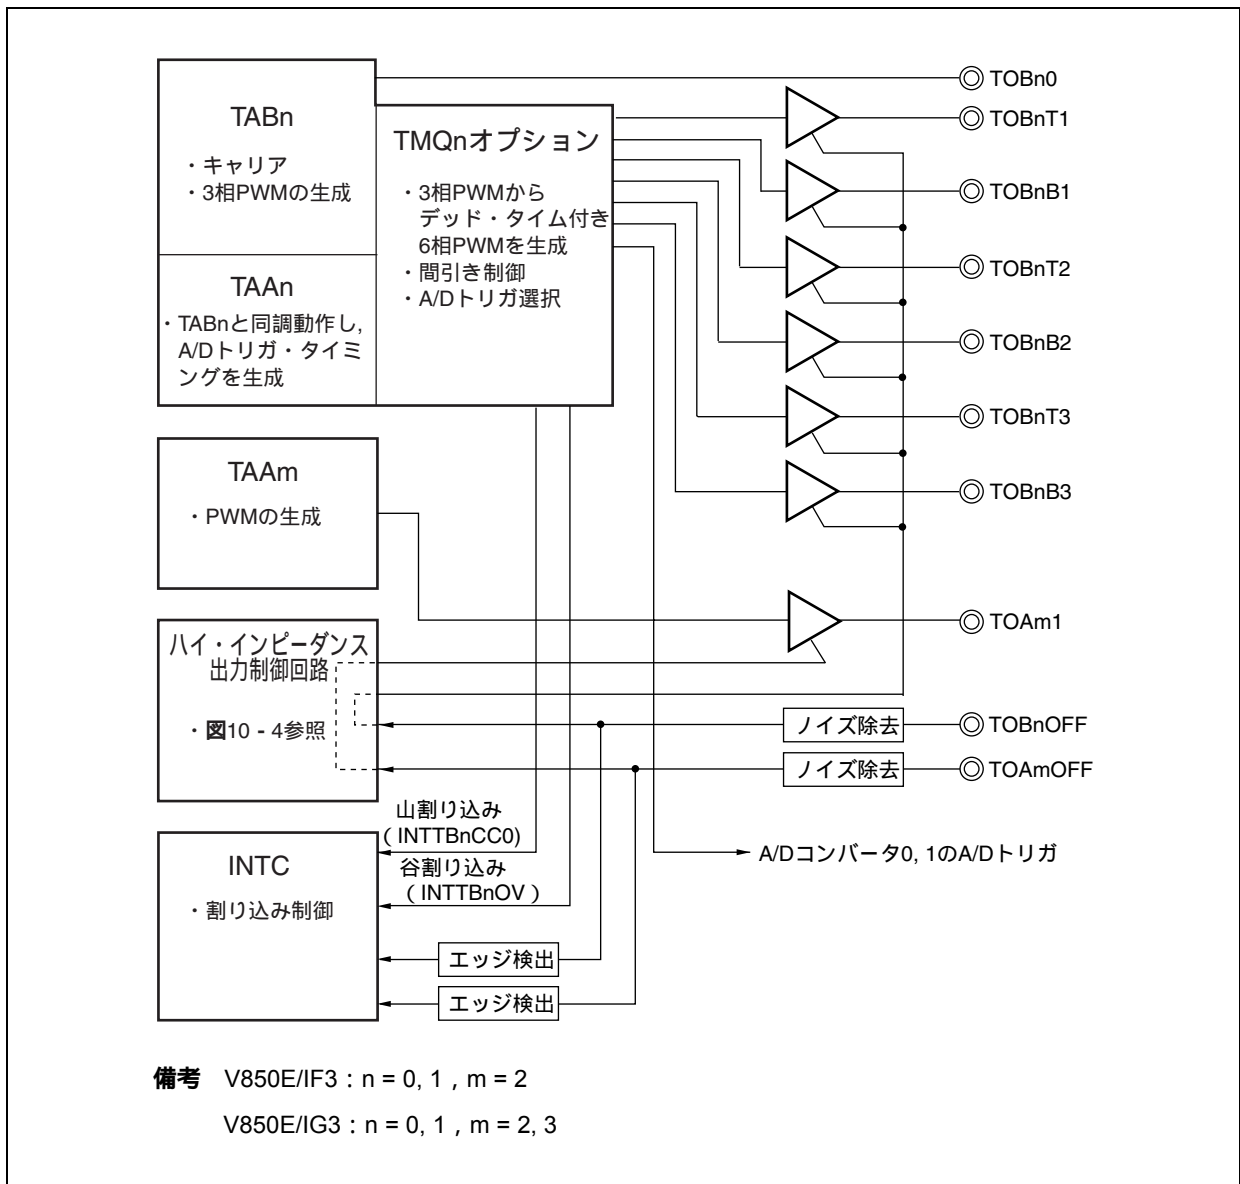 TABn
・キャリア
・3相PWMの生成
TMQnオプション
・3相PWMから
デッド・タイム付き
6相PWMを生成
・間引き制御
・A/Dトリガ選択
TAAn
・TABnと同調動作し,
A/Dトリガ・タイミ
ングを生成
TOBn0
TOBnT1
TOBnB1
TOBnT2
TOBnB2
TOBnT3
TOBnB3
TAAm
・PWMの生成
TOAm1
ハイ・インピーダンス
出力制御回路
・図10-4参照
ノイズ除去
TOBnOFF
ノイズ除去
TOAmOFF
山割り込み
(INTTBnCC0)
谷割り込み
(INTTBnOV)
A/Dコンバータ0, 1のA/Dトリガ
INTC
・割り込み制御
エッジ検出
エッジ検出
備考 V850E/IF3:n = 0, 1 , m = 2
V850E/IG3:n = 0, 1 , m = 2, 3